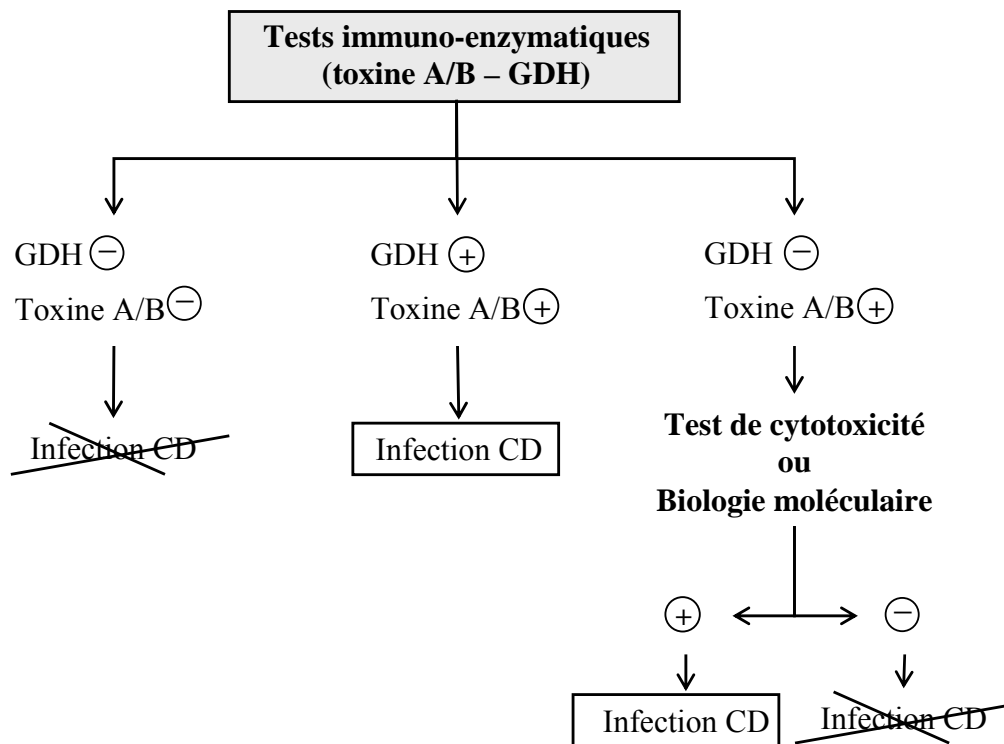 Tests immuno-enzymatiques
(toxine A/B – GDH)
GDH −
Toxine A/B −
GDH +
Toxine A/B +
GDH −
Toxine A/B +
Infection CD
Infection CD
Test de cytotoxicité
ou
Biologie moléculaire
+
−
Infection CD
Infection CD